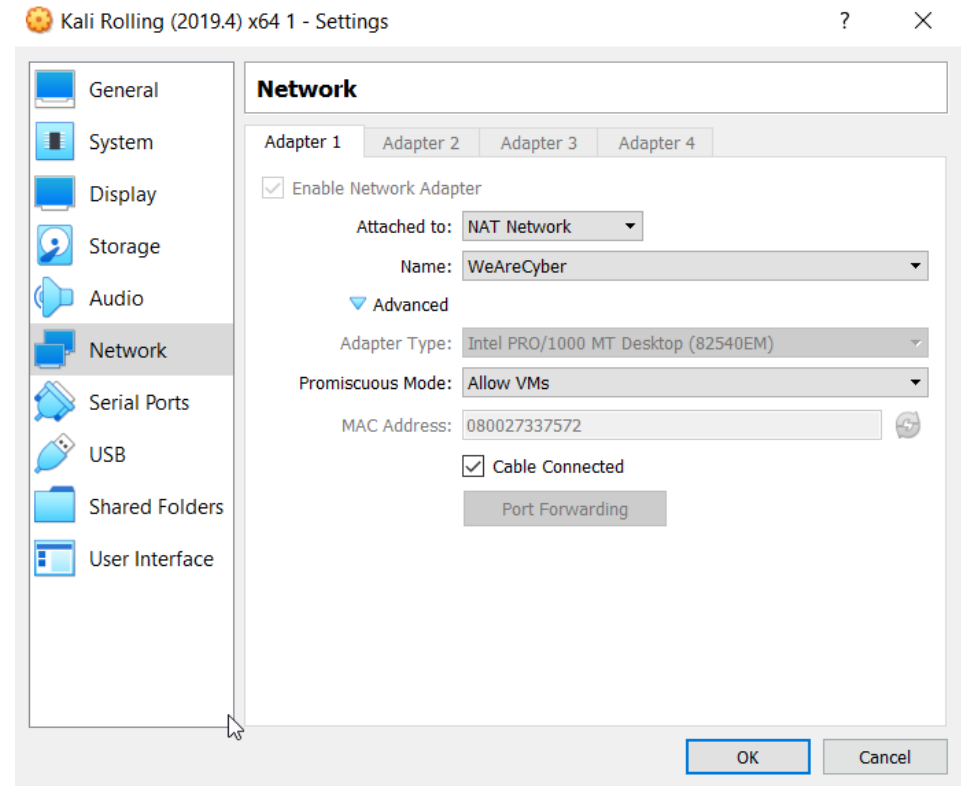 Kali Rolling (2019.4) x64 1 - Settings
?
General
System
Display
Storage
Audio
Network
Serial Ports
USB
Shared Folders
User Interface
Network
Adapter 1 Adapter 2 Adapter 3 Adapter 4
Enable Network Adapter
Attached to: NAT Network
Name: WeAreCyber
Advanced
Adapter Type: Intel PRO/1000 MT Desktop (82540EM)
Promiscuous Mode: Allow VMs
MAC Address: 080027337572
Cable Connected
Port Forwarding
OK Cancel